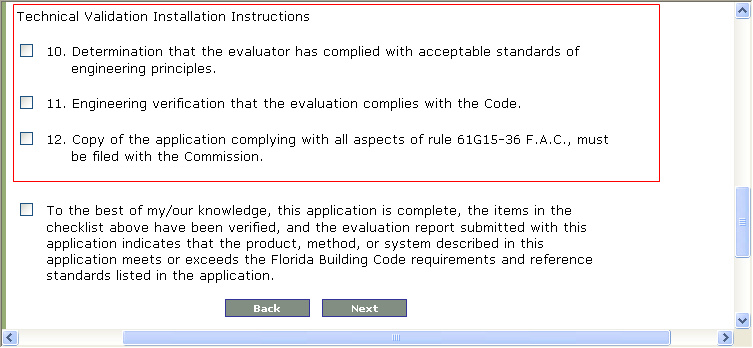 Technical Validation Installation Instructions
10. Determination that the evaluator has complied with acceptable standards of
engineering principles.
11. Engineering verification that the evaluation complies with the Code.
12. Copy of the application complying with all aspects of rule 61G15-36 F.A.C., must
be filed with the Commission.
To the best of my/our knowledge, this application is complete, the items in the
checklist above have been verified, and the evaluation report submitted with this
application indicates that the product, method, or system described in this
application meets or exceeds the Florida Building Code requirements and reference
standards listed in the application.
Back Next